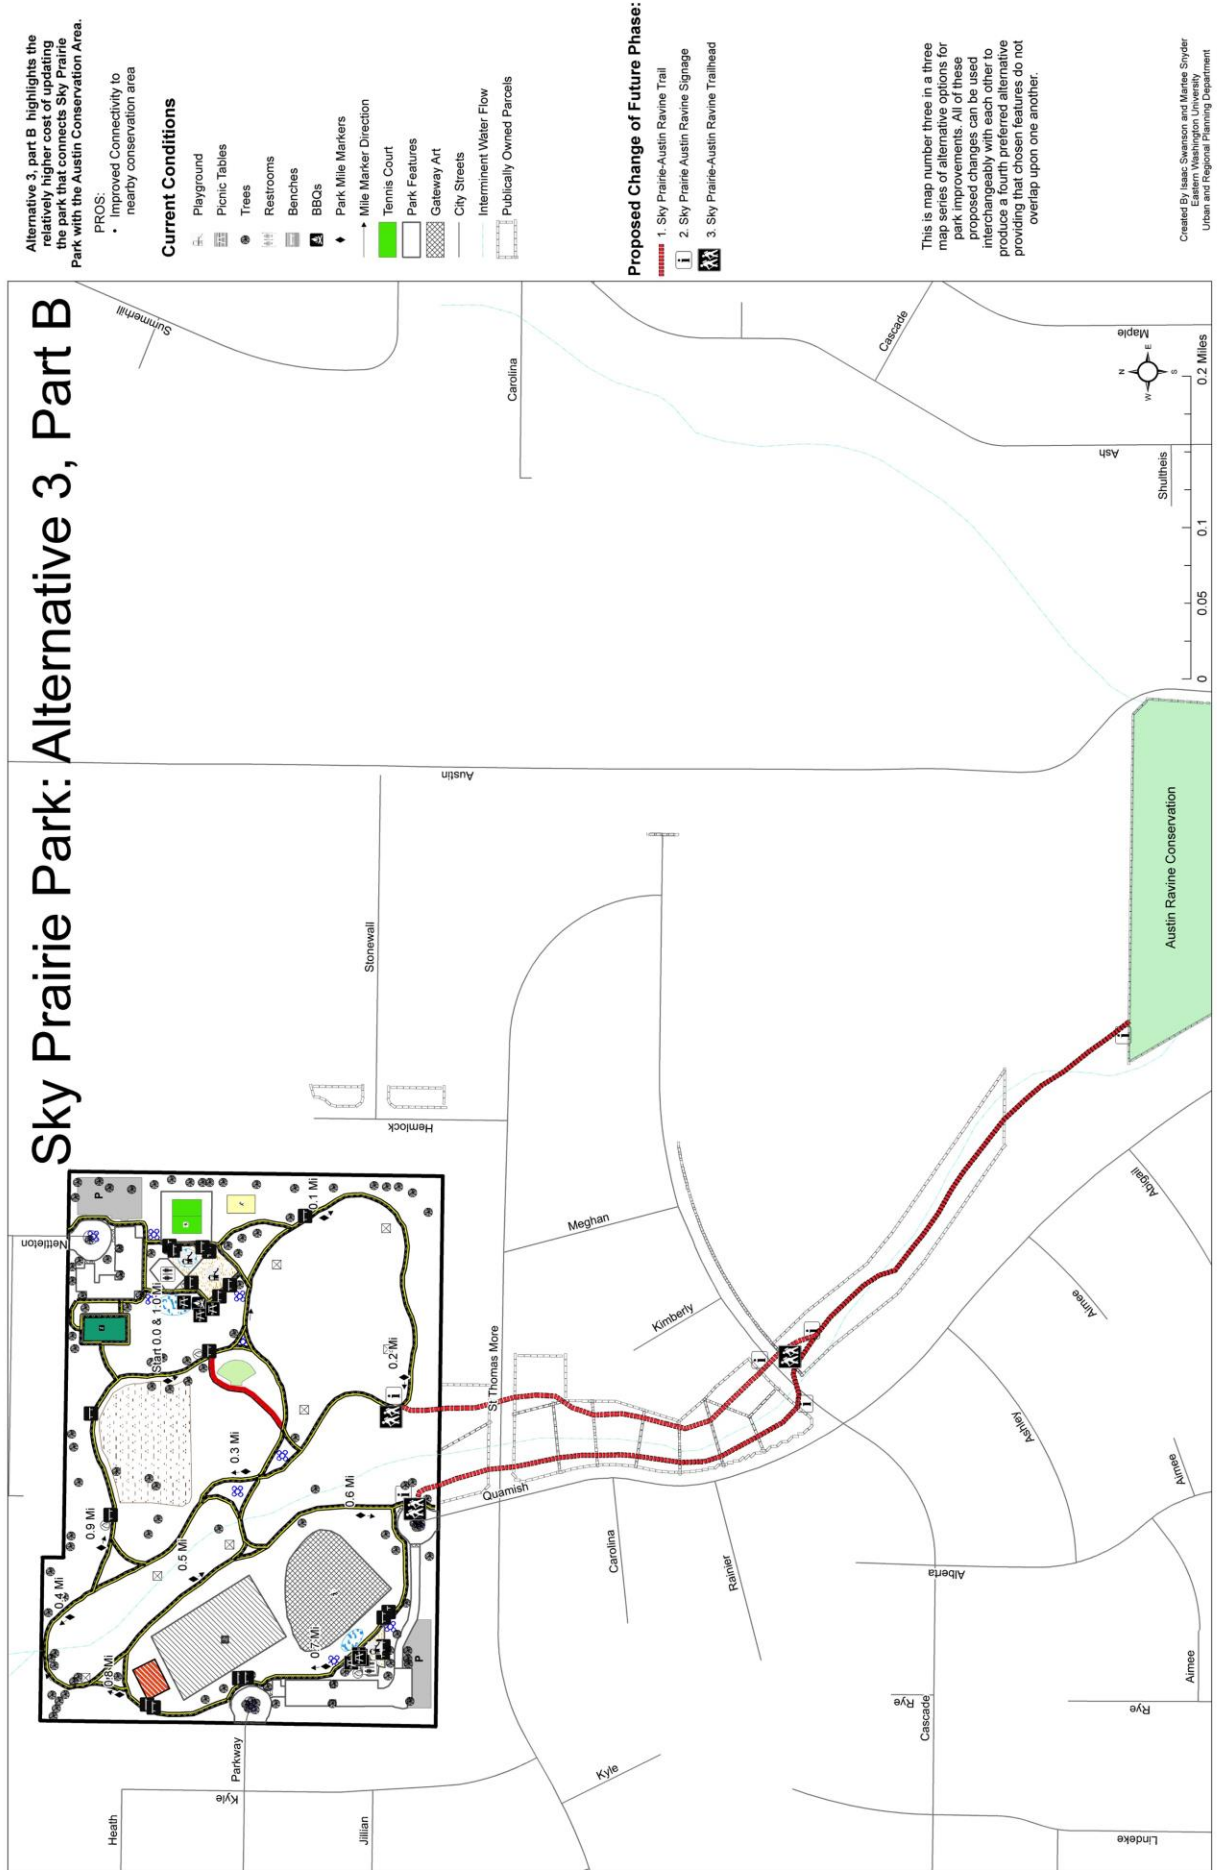 Sky Prairie Park: Alternative 3, Part B
Alternative 3, part B highlights the
relatively higher cost of updating
the park that connects Sky Prairie
Park with the Austin Conservation Area.
PROS:
• Improved Connectivity to
nearby conservation area
Current Conditions
Playground
Picnic Tables
Trees
Restrooms
Benches
BBQs
Park Mile Markers
Mile Marker Direction
Tennis Court
Park Features
Gateway Art
City Streets
Interminent Water Flow
Publically Owned Parcels
Proposed Change of Future Phase:
1. Sky Prairie-Austin Ravine Trail
2. Sky Prairie Austin Ravine Signage
3. Sky Prairie-Austin Ravine Trailhead
This is map number three in a three
map series of alternative options for
park improvements. All of these
proposed changes can be used
interchangeably with each other to
produce a fourth preferred alternative
providing that chosen features do not
overlap upon one another.
Created By Isaac Swanson and Martee Snyder
Eastern Washington University
Urban and Regional Planning Department
Summerhill
Carolina
Cascade
Maple
Ash
Shultheis
N
W
E
S
0
0.05
0.1
0.2 Miles
Austin
Stonewall
Hemlock
Nettleton
P
Start 0.0 & 1.0 Mi
0.1 Mi
0.2 Mi
0.3 Mi
0.4 Mi
0.5 Mi
0.6 Mi
0.7 Mi
0.8 Mi
0.9 Mi
P
Heath
Parkway
Kyle
Jillian
Kyle
St Thomas More
Quamish
Meghan
Kimberly
Carolina
Rainier
Ashley
Aimee
Abigail
Alberta
Aimee
Aimee
Rye
Cascade
Rye
Lindeke
Austin Ravine Conservation
i
i
i
i
i
i
i